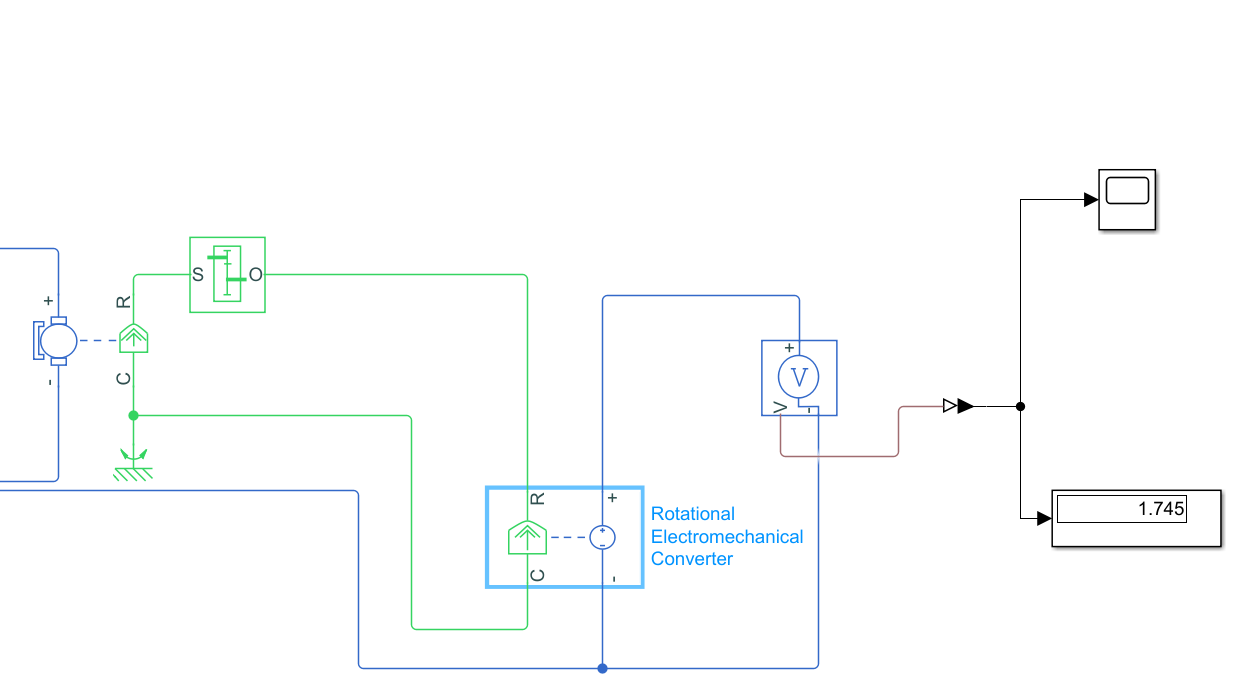 +
R
S
O
-
C
+
V
V
-
R
+
C
-
Rotational
Electromechanical
Converter
1.745